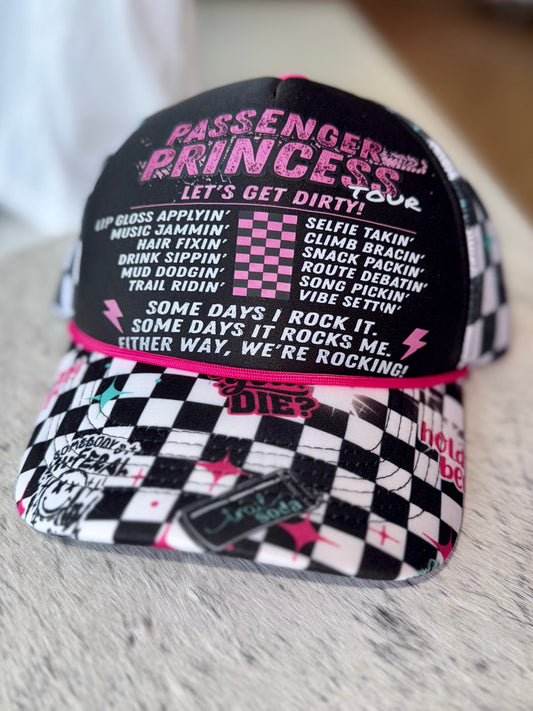 PASSENGER
PRINCESS
TOUR
LET'S GET DIRTY!
LIP GLOSS APPLYIN'
MUSIC JAMMIN'
HAIR FIXIN'
DRINK SIPPIN'
MUD DODGIN'
TRAIL RIDIN'
SELFIE TAKIN'
CLIMB BRACIN'
SNACK PACKIN'
ROUTE DEBATIN'
SONG PICKIN'
VIBE SETTIN'
SOME DAYS I ROCK IT.
SOME DAYS IT ROCKS ME.
EITHER WAY, WE'RE ROCKING!
DIE?
SOMEBODY'S
hold
trail
soda